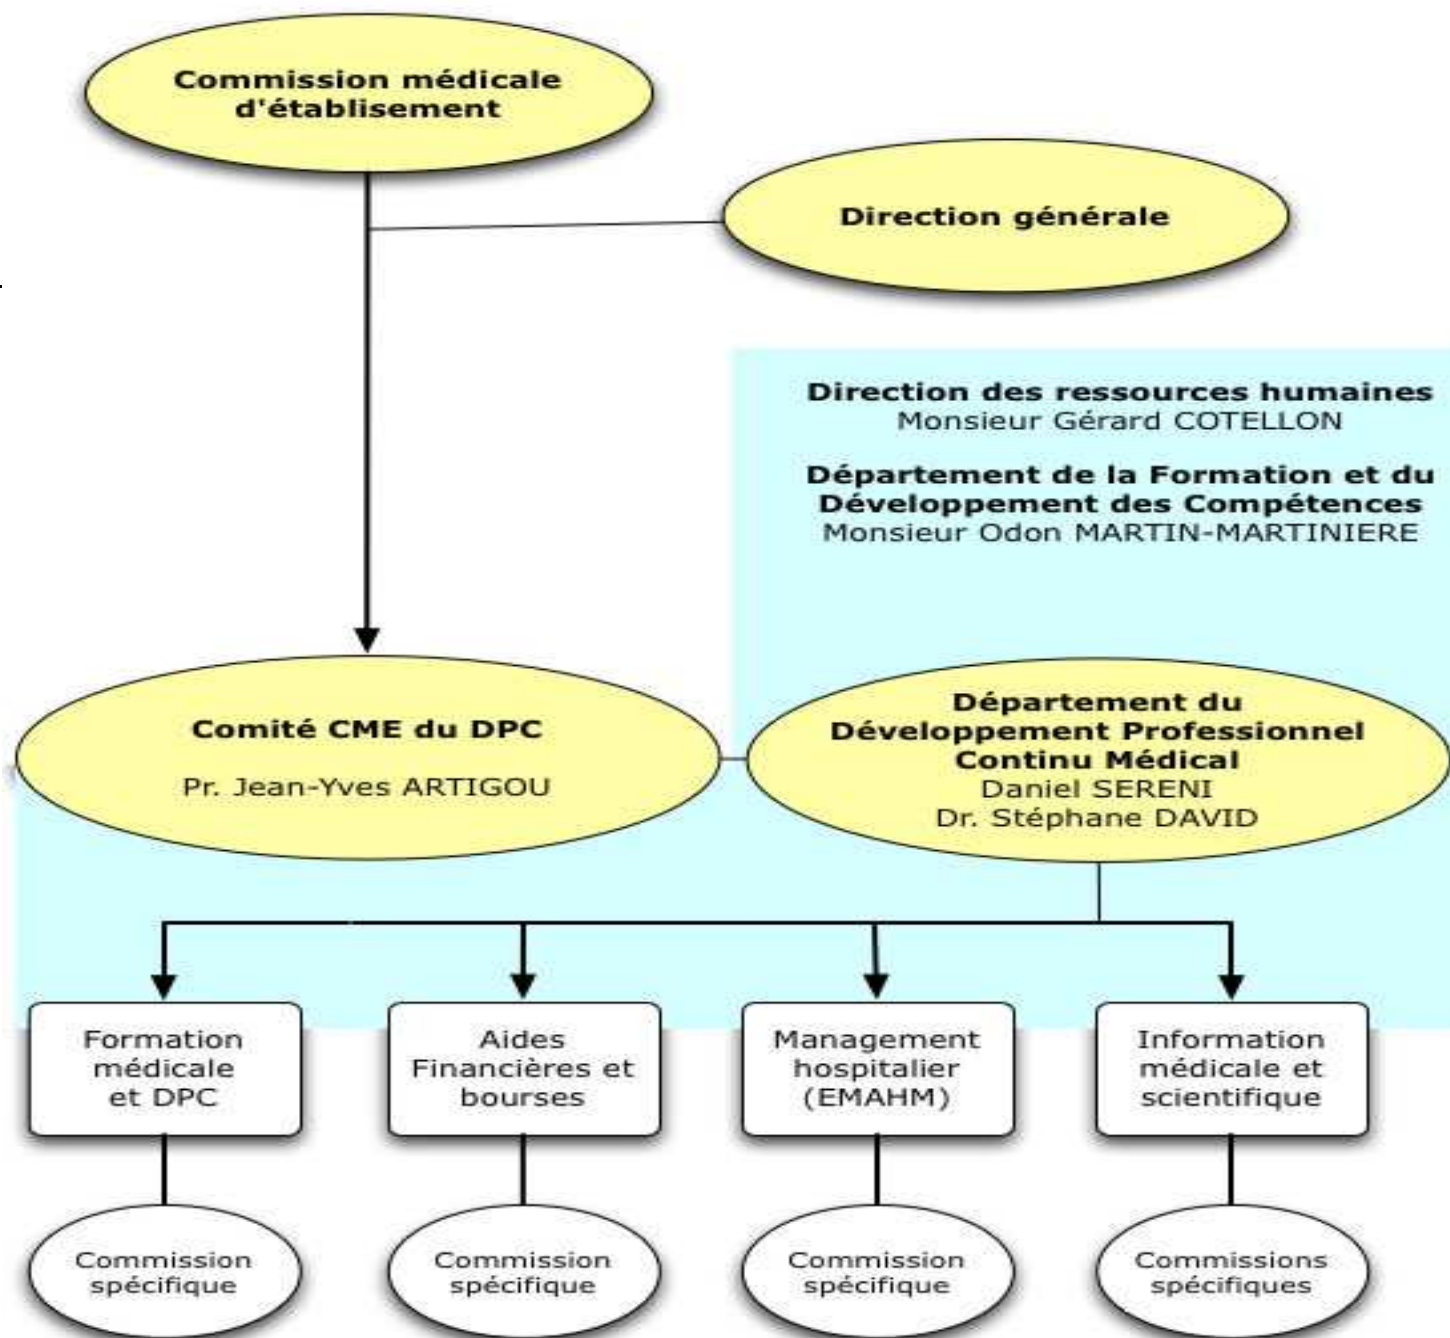 Commission médicale
d'établisement
Direction générale
Direction des ressources humaines
Monsieur Gérard COTELLON
Département de la Formation et du
Développement des Compétences
Monsieur Odon MARTIN-MARTINIERE
Comité CME du DPC
Pr. Jean-Yves ARTIGOU
Département du
Développement Professionnel
Continu Médical
Daniel SERENI
Dr. Stéphane DAVID
Formation
médicale
et DPC
Aides
Financières et
bourses
Management
hospitalier
(EMAHM)
Information
médicale et
scientifique
Commission
spécifique
Commission
spécifique
Commission
spécifique
Commissions
spécifiques